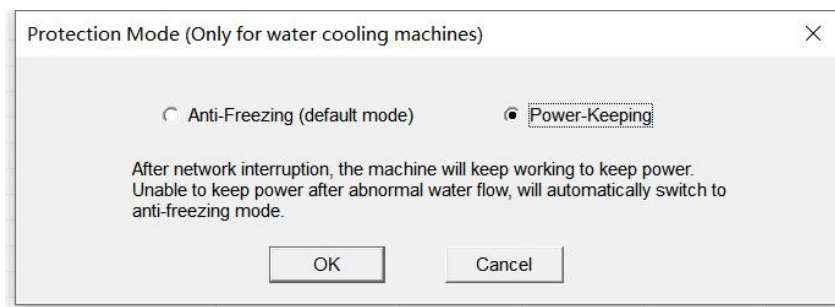 Protection Mode (Only for water cooling machines)
Anti-Freezing (default mode) Power-Keeping
After network interruption, the machine will keep working to keep power.
Unable to keep power after abnormal water flow, will automatically switch to
anti-freezing mode.
OK Cancel